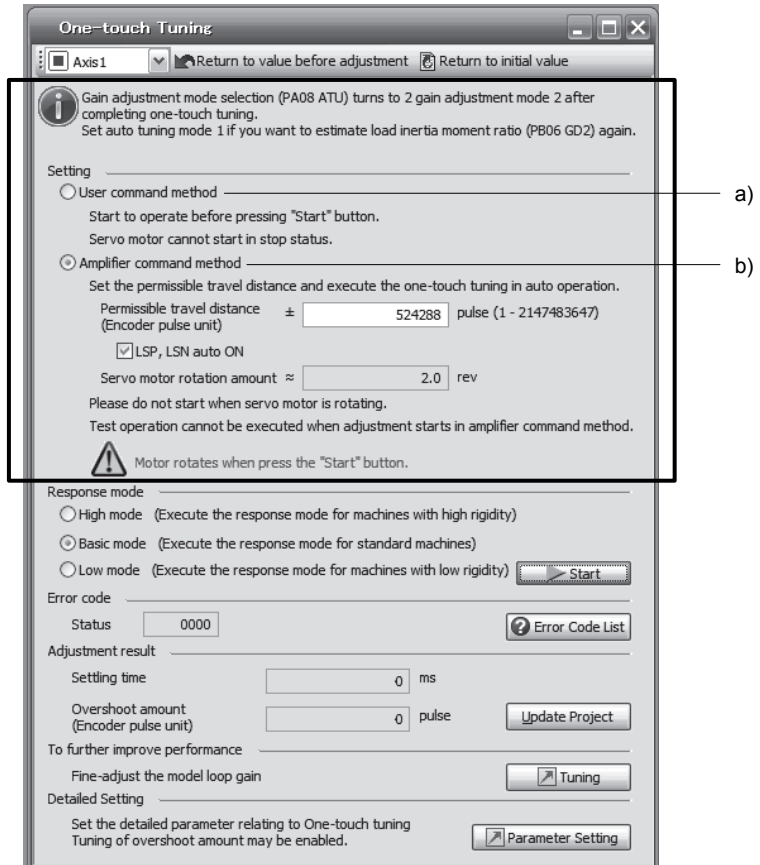 One-touch Tuning
Axis1 Return to value before adjustment Return to initial value
Gain adjustment mode selection (PA08 ATU) turns to 2 gain adjustment mode 2 after
completing one-touch tuning.
Set auto tuning mode 1 if you want to estimate load inertia moment ratio (PB06 GD2) again.
Setting
User command method
a)
Start to operate before pressing "Start" button.
Servo motor cannot start in stop status.
Amplifier command method
b)
Set the permissible travel distance and execute the one-touch tuning in auto operation.
Permissible travel distance
(Encoder pulse unit)
± 524288 pulse (1 - 2147483647)
LSP, LSN auto ON
Servo motor rotation amount ≈ 2.0 rev
Please do not start when servo motor is rotating.
Test operation cannot be executed when adjustment starts in amplifier command method.
Motor rotates when press the "Start" button.
Response mode
High mode (Execute the response mode for machines with high rigidity)
Basic mode (Execute the response mode for standard machines)
Low mode (Execute the response mode for machines with low rigidity) Start
Error code
Status 0000 Error Code List
Adjustment result
Settling time 0 ms
Overshoot amount
(Encoder pulse unit)
0 pulse Update Project
To further improve performance
Fine-adjust the model loop gain Tuning
Detailed Setting
Set the detailed parameter relating to One-touch tuning
Tuning of overshoot amount may be enabled.
Parameter Setting